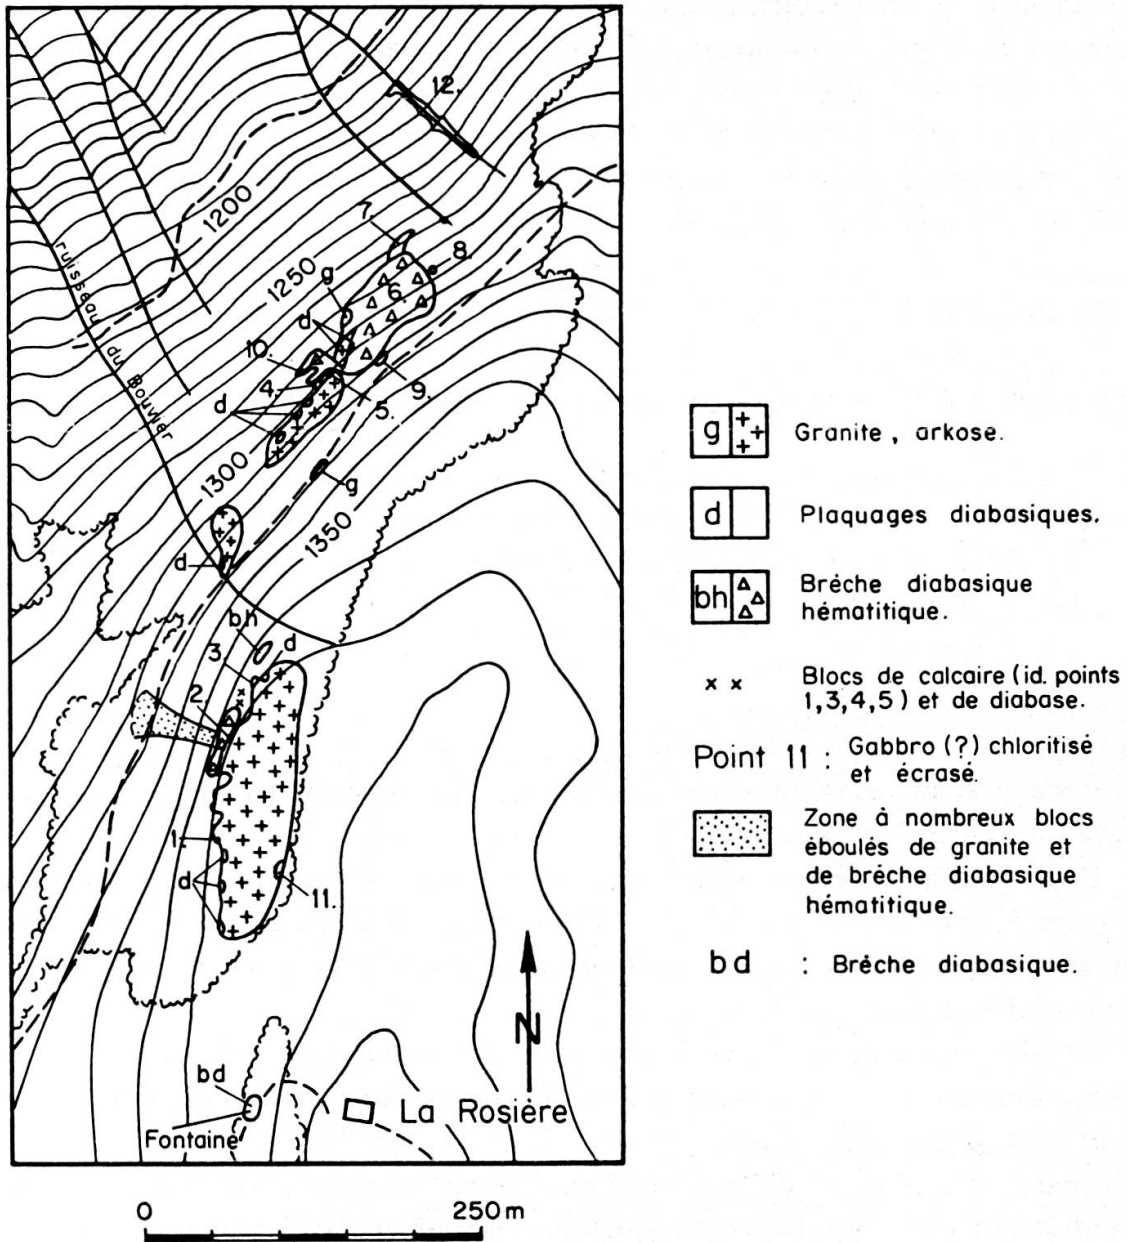 12.
1200
7
8.
g
1250
6.
ruisseau du Bouvier
d
10.
9.
4.
d
5.
1300
g
1350
d
bh
d
3.
2.
1.
d
11.
N
bd
La Rosière
Fontaine
0 250m
g Granite, arkose.
d Plaquages diabasiques.
bh Brèche diabasique
hématitique.
x x Blocs de calcaire (id. points
1,3,4,5) et de diabase.
Point 11 : Gabbro (?) chloritisé
et écrasé.
Zone à nombreux blocs
éboulés de granite et
de brèche diabasique
hématitique.
bd : Brèche diabasique.